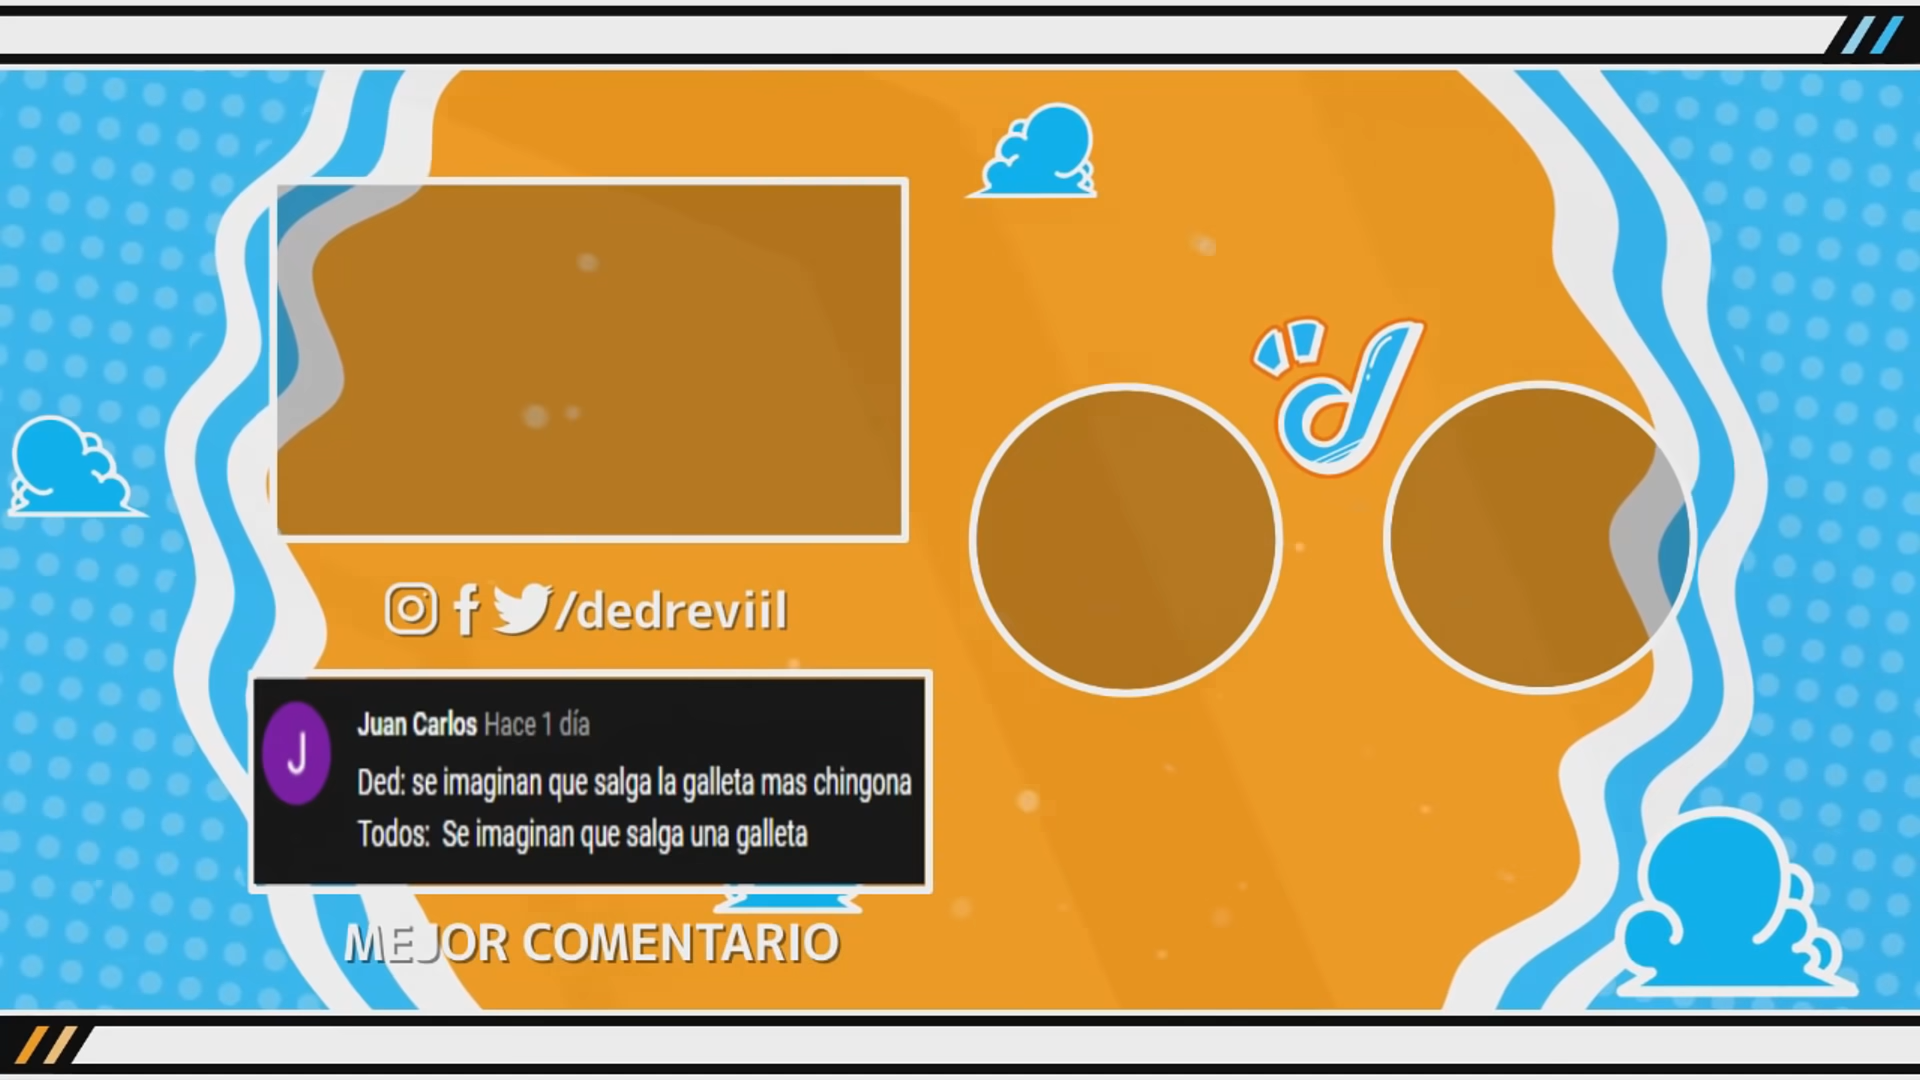 /dedreviil
J
Juan Carlos Hace 1 día
Ded: se imaginan que salga la galleta mas chingona
Todos: Se imaginan que salga una galleta
MEJOR COMENTARIO
d